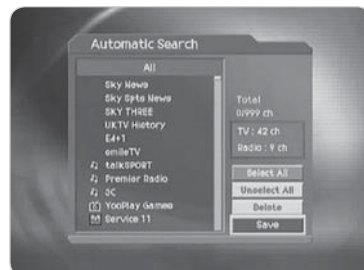 Automatic Search
All
Sky News
Sky Spts News
SKY THREE
UKTV History
E4+1
smileTV
talkSPORT
Premier Radio
3C
YooPlay Games
Service 11
Total
0/999 ch
TV : 42 ch
Radio : 9 ch
Select All
Unselect All
Delete
Save